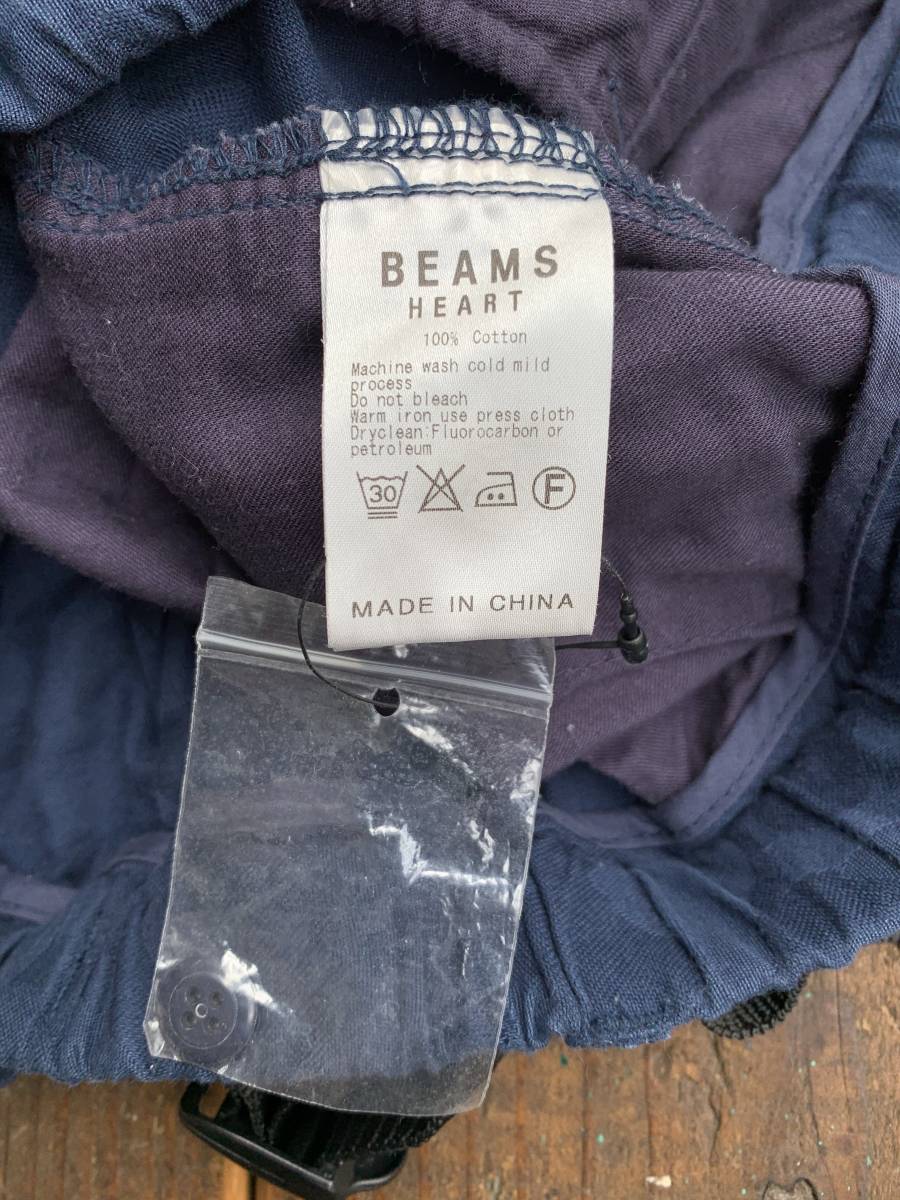 BEAMS
HEART
100% Cotton
Machine wash cold mild
process
Do not bleach
Warm iron use press cloth
Dryclean:Fluorocarbon or
petroleum
30 F
MADE IN CHINA